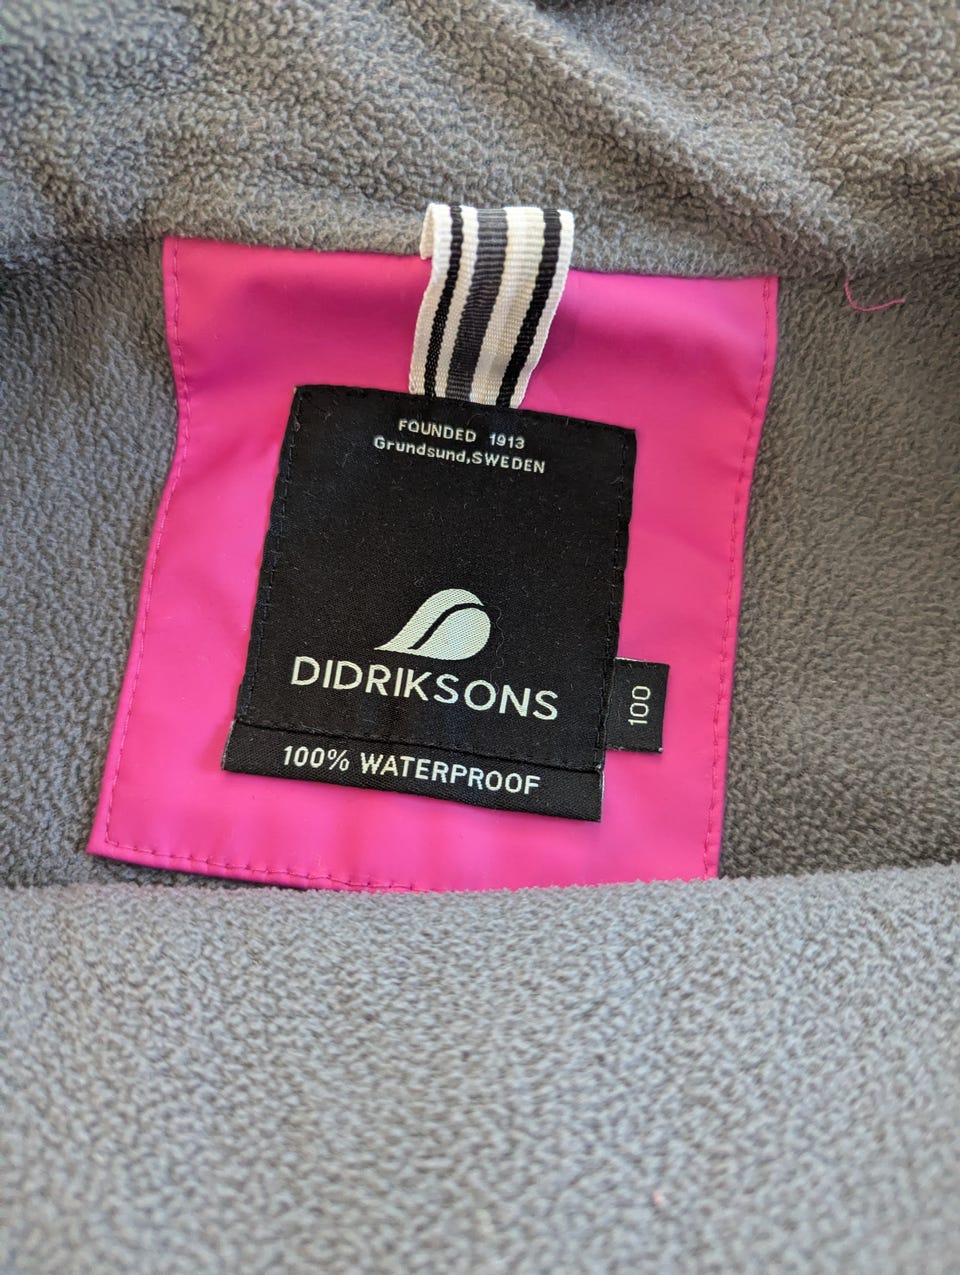 FOUNDED 1913
Grundsund,SWEDEN
DIDRIKSONS
100
100% WATERPROOF